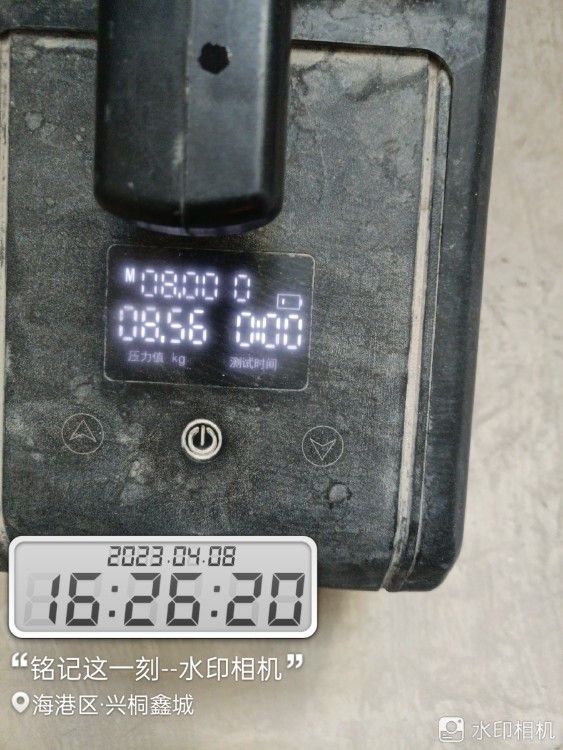 M 08.00 0
08.56 0:00
压力值 kg 测试时间
2023.04.08
16:26:20
“铭记这一刻--水印相机”
海港区·兴桐鑫城
水印相机